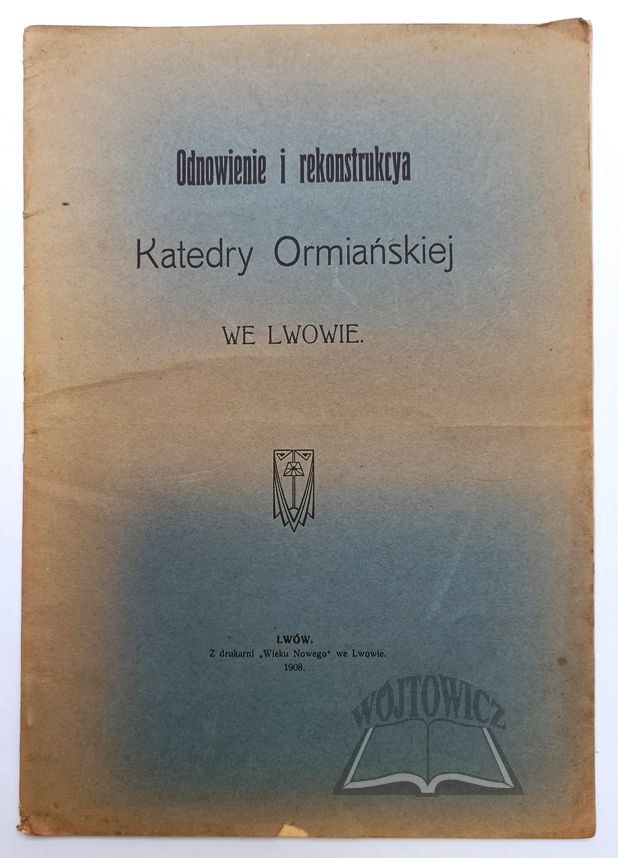 Odnowienie i rekonstrukcya
Katedry Ormiańskiej
WE LWOWIE.
LWÓW.
Z drukarni „Wieku Nowego" we Lwowie.
1908.
WÓJTOWICZ